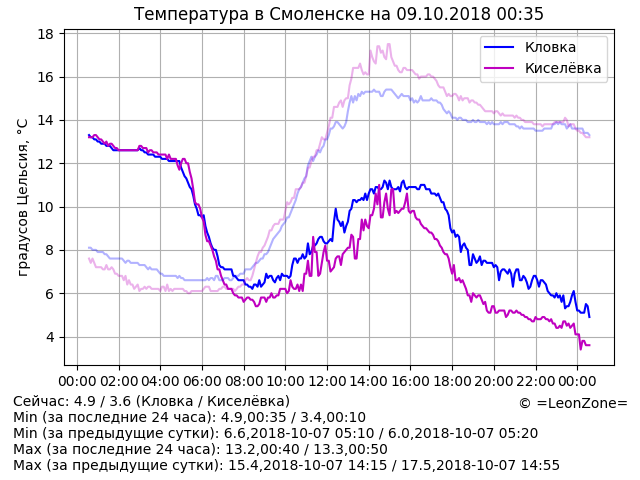 Температура в Смоленске на 09.10.2018 00:35
градусов Цельсия, °C
18
16
14
12
10
8
6
4
Кловка
Киселёвка
00:00 02:00 04:00 06:00 08:00 10:00 12:00 14:00 16:00 18:00 20:00 22:00 00:00
Сейчас: 4.9 / 3.6 (Кловка / Киселёвка)
© =LeonZone=
Min (за последние 24 часа): 4.9,00:35 / 3.4,00:10
Min (за предыдущие сутки): 6.6,2018-10-07 05:10 / 6.0,2018-10-07 05:20
Max (за последние 24 часа): 13.2,00:40 / 13.3,00:50
Max (за предыдущие сутки): 15.4,2018-10-07 14:15 / 17.5,2018-10-07 14:55